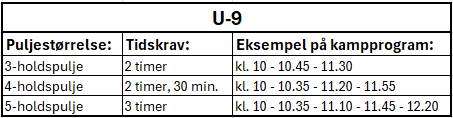 U-9
Puljestørrelse: Tidskrav: Eksempel på kampprogram:
3-holdspulje 2 timer kl. 10 - 10.45 - 11.30
4-holdspulje 2 timer, 30 min. kl. 10 - 10.35 - 11.20 - 11.55
5-holdspulje 3 timer kl. 10 - 10.35 - 11.10 - 11.45 - 12.20